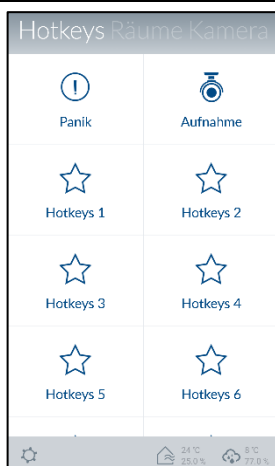 Hotkeys Räume Kamera
Panik Aufnahme
Hotkeys 1 Hotkeys 2
Hotkeys 3 Hotkeys 4
Hotkeys 5 Hotkeys 6
24 °C 8 °C
25.0 % 77.0 %